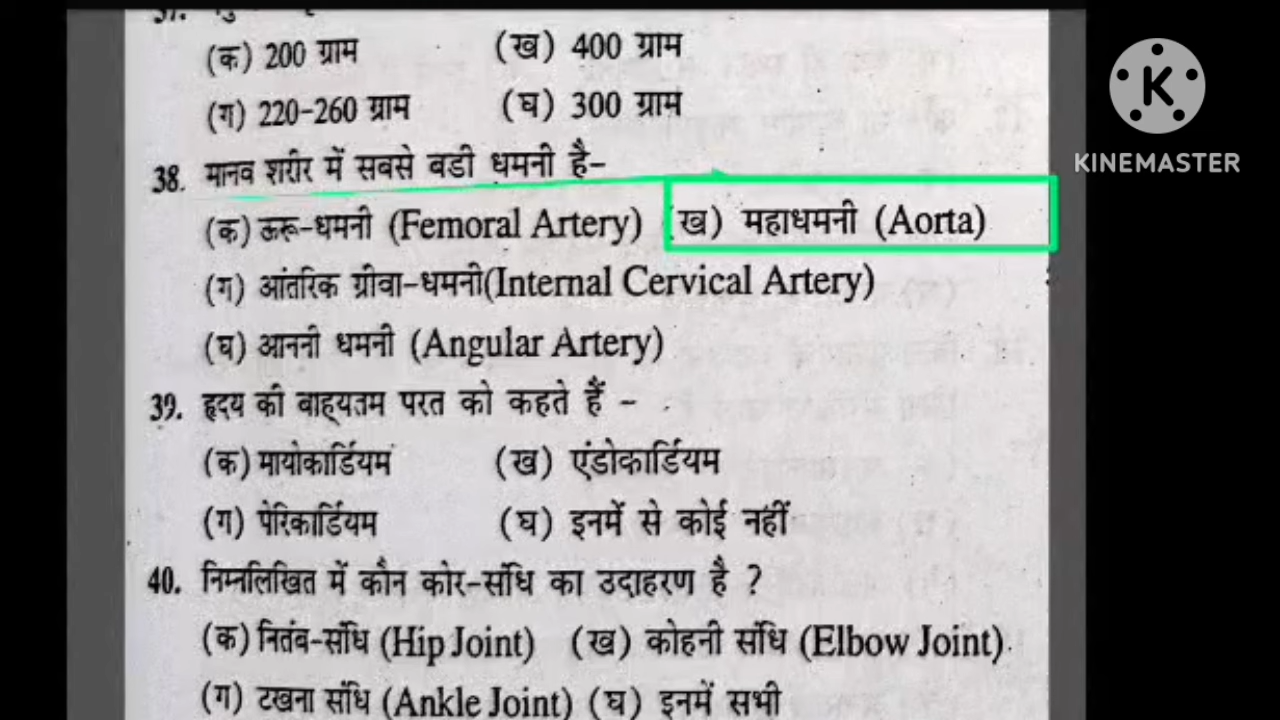 37.
(क) 200 ग्राम (ख) 400 ग्राम
(ग) 220-260 ग्राम (घ) 300 ग्राम
38. मानव शरीर में सबसे बडी धमनी है-
(क) ऊरू-धमनी (Femoral Artery) (ख) महाधमनी (Aorta)
(ग) आंतरिक ग्रीवा-धमनी(Internal Cervical Artery)
(घ) आननी धमनी (Angular Artery)
39. हृदय की वाह्यतम परत को कहते हैं -
(क) मायोकार्डियम (ख) एंडोकार्डियम
(ग) पेरिकार्डियम (घ) इनमें से कोई नहीं
40. निम्नलिखित में कौन कोर-संधि का उदाहरण है ?
(क) नितंब-संधि (Hip Joint) (ख) कोहनी संधि (Elbow Joint)
(ग) टखना संधि (Ankle Joint) (घ) इनमें सभी
K
KINEMASTER